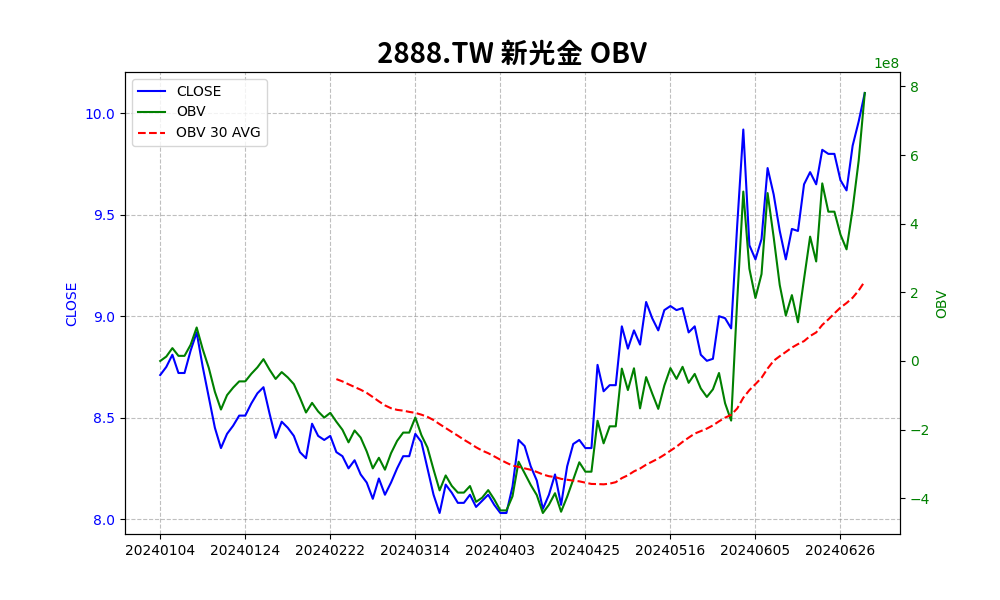 2888.TW 新光金 OBV
1e8
CLOSE
OBV
OBV 30 AVG
10.0
9.5
9.0
8.5
8.0
CLOSE
8
6
4
2
0
−2
−4
OBV
20240104 20240124 20240222 20240314 20240403 20240425 20240516 20240605 20240626